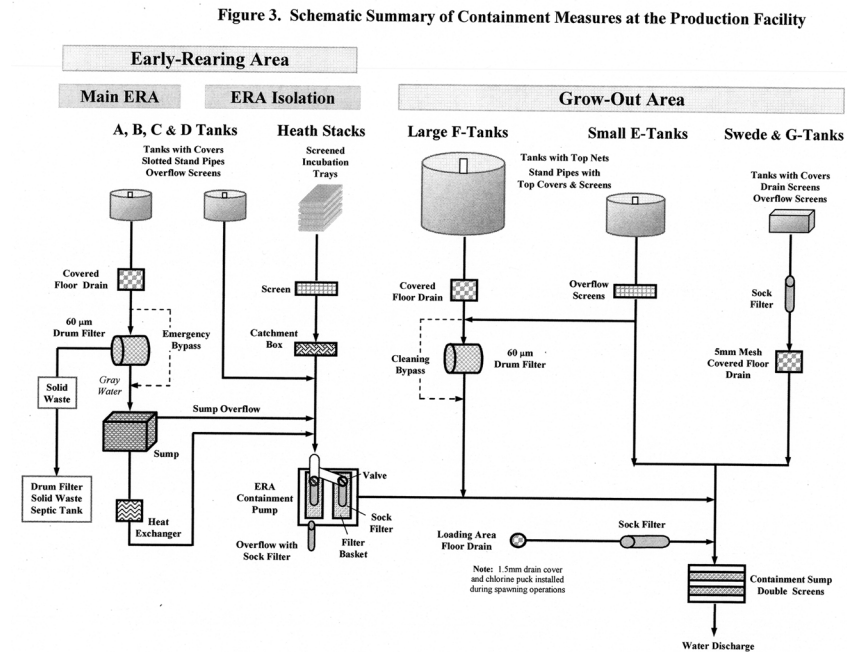 Figure 3.  Schematic Summary of Containment Measures at the Production Facility
Early-Rearing Area
Main ERA
ERA Isolation
Grow-Out Area
A, B, C & D Tanks
Heath Stacks
Large F-Tanks
Small E-Tanks
Swede & G-Tanks
Tanks with Covers
Slotted Stand Pipes
Overflow Screens
Screened
Incubation
Trays
Tanks with Top Nets
Stand Pipes with
Top Covers & Screens
Tanks with Covers
Drain Screens
Overflow Screens
Covered
Floor Drain
Screen
Covered
Floor Drain
Overflow
Screens
Sock
Filter
60 μm
Drum Filter
Emergency
Bypass
Catchment
Box
Cleaning
Bypass
60 μm
Drum Filter
5mm Mesh
Covered Floor
Drain
Gray
Water
Solid
Waste
Sump Overflow
Sump
Drum Filter
Solid Waste
Septic Tank
Heat
Exchanger
ERA
Containment
Pump
Valve
Sock
Filter
Filter
Basket
Overflow with
Sock Filter
Loading Area
Floor Drain
Sock Filter
Note:  1.5mm drain cover
and chlorine puck installed
during spawning operations
Containment Sump
Double Screens
Water Discharge